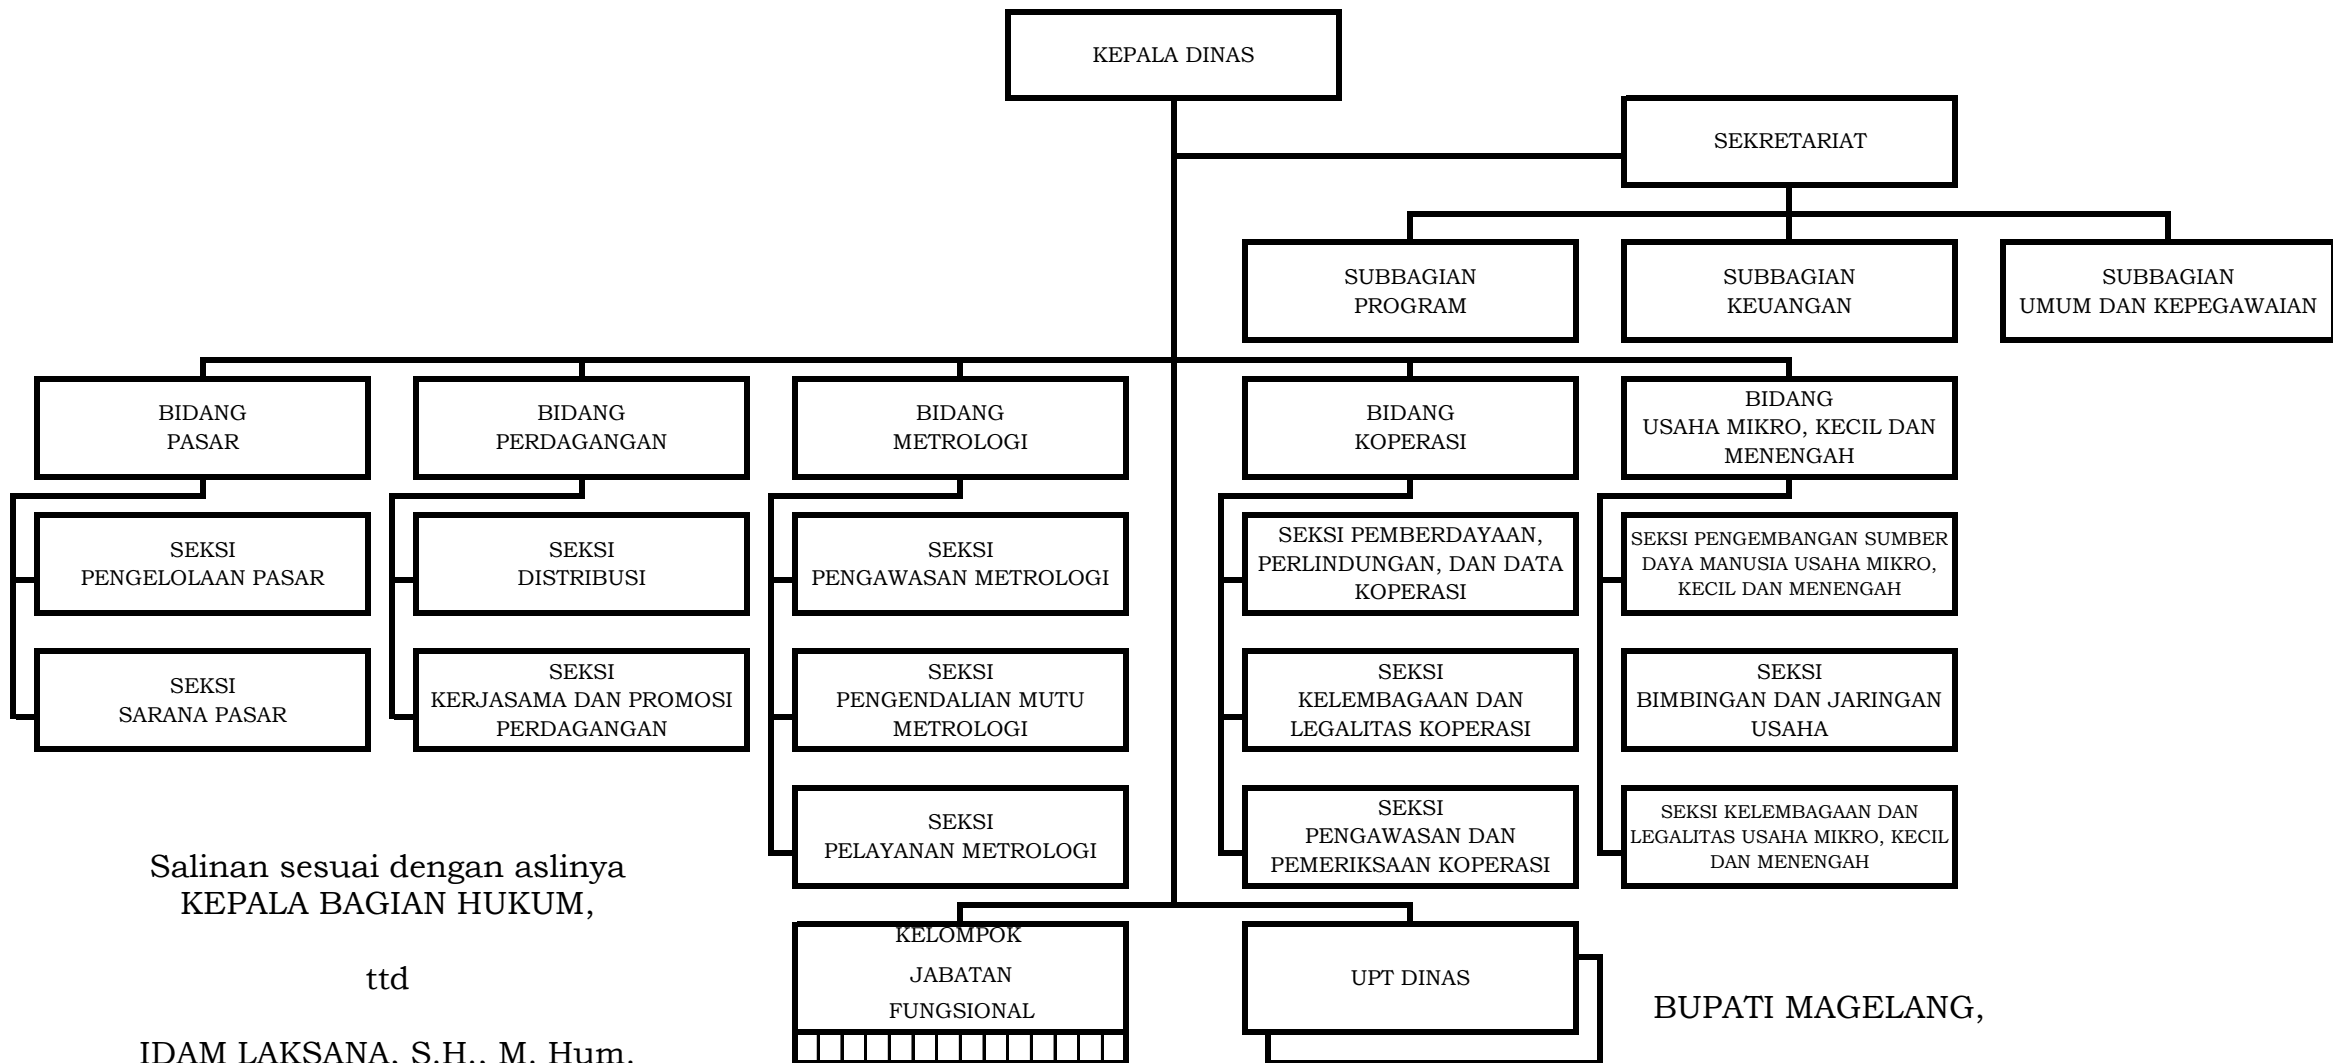 KEPALA DINAS
SEKRETARIAT
SUBBAGIAN
PROGRAM
SUBBAGIAN
KEUANGAN
SUBBAGIAN
UMUM DAN KEPEGAWAIAN
BIDANG
PASAR
BIDANG
PERDAGANGAN
BIDANG
METROLOGI
BIDANG
KOPERASI
BIDANG
USAHA MIKRO, KECIL DAN
MENENGAH
SEKSI
PENGELOLAAN PASAR
SEKSI
DISTRIBUSI
SEKSI
PENGAWASAN METROLOGI
SEKSI PEMBERDAYAAN,
PERLINDUNGAN, DAN DATA
KOPERASI
SEKSI PENGEMBANGAN SUMBER
DAYA MANUSIA USAHA MIKRO,
KECIL DAN MENENGAH
SEKSI
SARANA PASAR
SEKSI
KERJASAMA DAN PROMOSI
PERDAGANGAN
SEKSI
PENGENDALIAN MUTU
METROLOGI
SEKSI
KELEMBAGAAN DAN
LEGALITAS KOPERASI
SEKSI
BIMBINGAN DAN JARINGAN
USAHA
SEKSI
PELAYANAN METROLOGI
SEKSI
PENGAWASAN DAN
PEMERIKSAAN KOPERASI
SEKSI KELEMBAGAAN DAN
LEGALITAS USAHA MIKRO, KECIL
DAN MENENGAH
Salinan sesuai dengan aslinya
KEPALA BAGIAN HUKUM,
ttd
IDAM LAKSANA, S.H., M. Hum.
KELOMPOK
JABATAN
FUNGSIONAL
UPT DINAS
BUPATI MAGELANG,